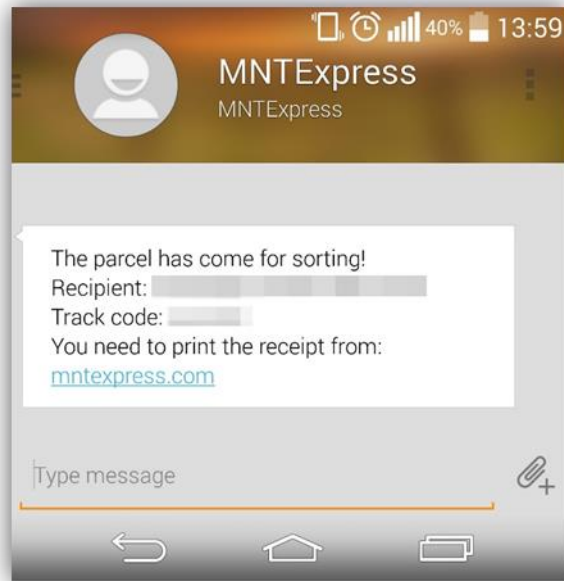 40% 13:59
MNTExpress
MNTExpress
The parcel has come for sorting!
Recipient:
Track code:
You need to print the receipt from:
mntexpress.com
Type message